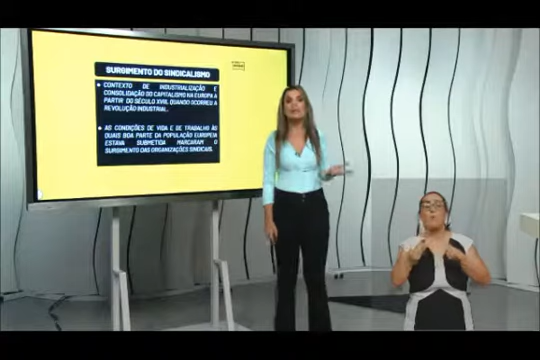 SURGIMENTO DO SINDICALISMO
• CONTEXTO DE INDUSTRIALIZAÇÃO E
CONSOLIDAÇÃO DO CAPITALISMO NA EUROPA A
PARTIR DO SÉCULO XVIII, QUANDO OCORREU A
REVOLUÇÃO INDUSTRIAL.
• AS CONDIÇÕES DE VIDA E DE TRABALHO ÀS
QUAIS BOA PARTE DA POPULAÇÃO EUROPEIA
ESTAVA SUBMETIDA MARCARAM O
SURGIMENTO DAS ORGANIZAÇÕES SINDICAIS.